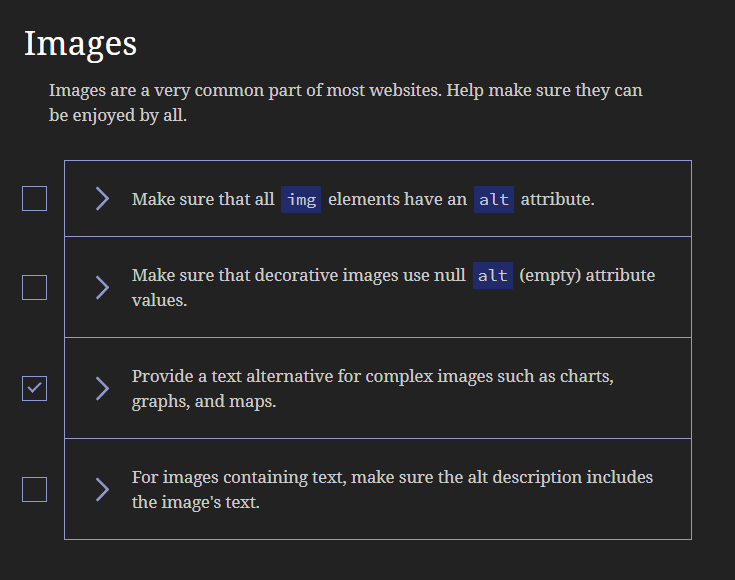 Images
Images are a very common part of most websites. Help make sure they can
be enjoyed by all.
Make sure that all img elements have an alt attribute.
Make sure that decorative images use null alt (empty) attribute
values.
Provide a text alternative for complex images such as charts,
graphs, and maps.
For images containing text, make sure the alt description includes
the image's text.